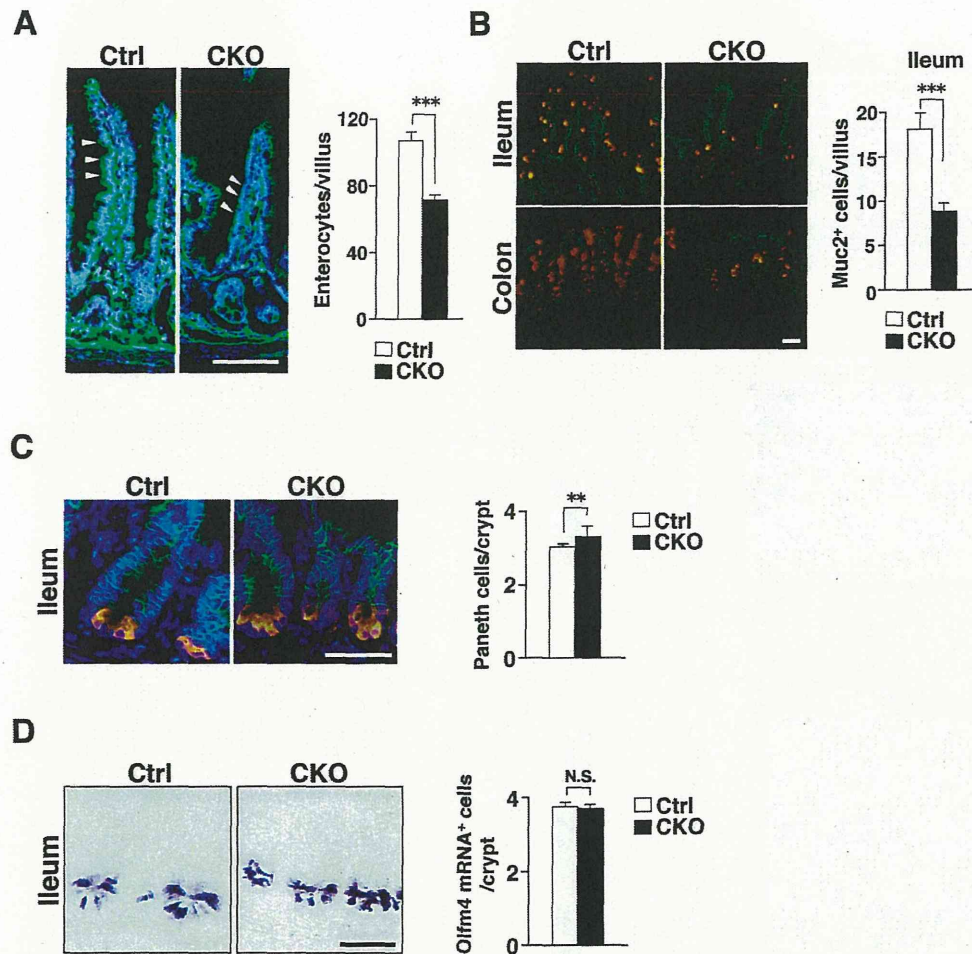 A
Ctrl CKO
***
120
80
40
0
Enterocytes/villus
Ctrl
CKO
B
Ctrl CKO
Ileum
Colon
Ileum
***
20
15
10
5
0
Muc2+ cells/villus
Ctrl
CKO
C
Ctrl CKO
Ileum
**
4
2
0
Paneth cells/crypt
Ctrl
CKO
D
Ctrl CKO
Ileum
N.S.
4
2
0
Olfm4 mRNA+ cells
/crypt
Ctrl
CKO